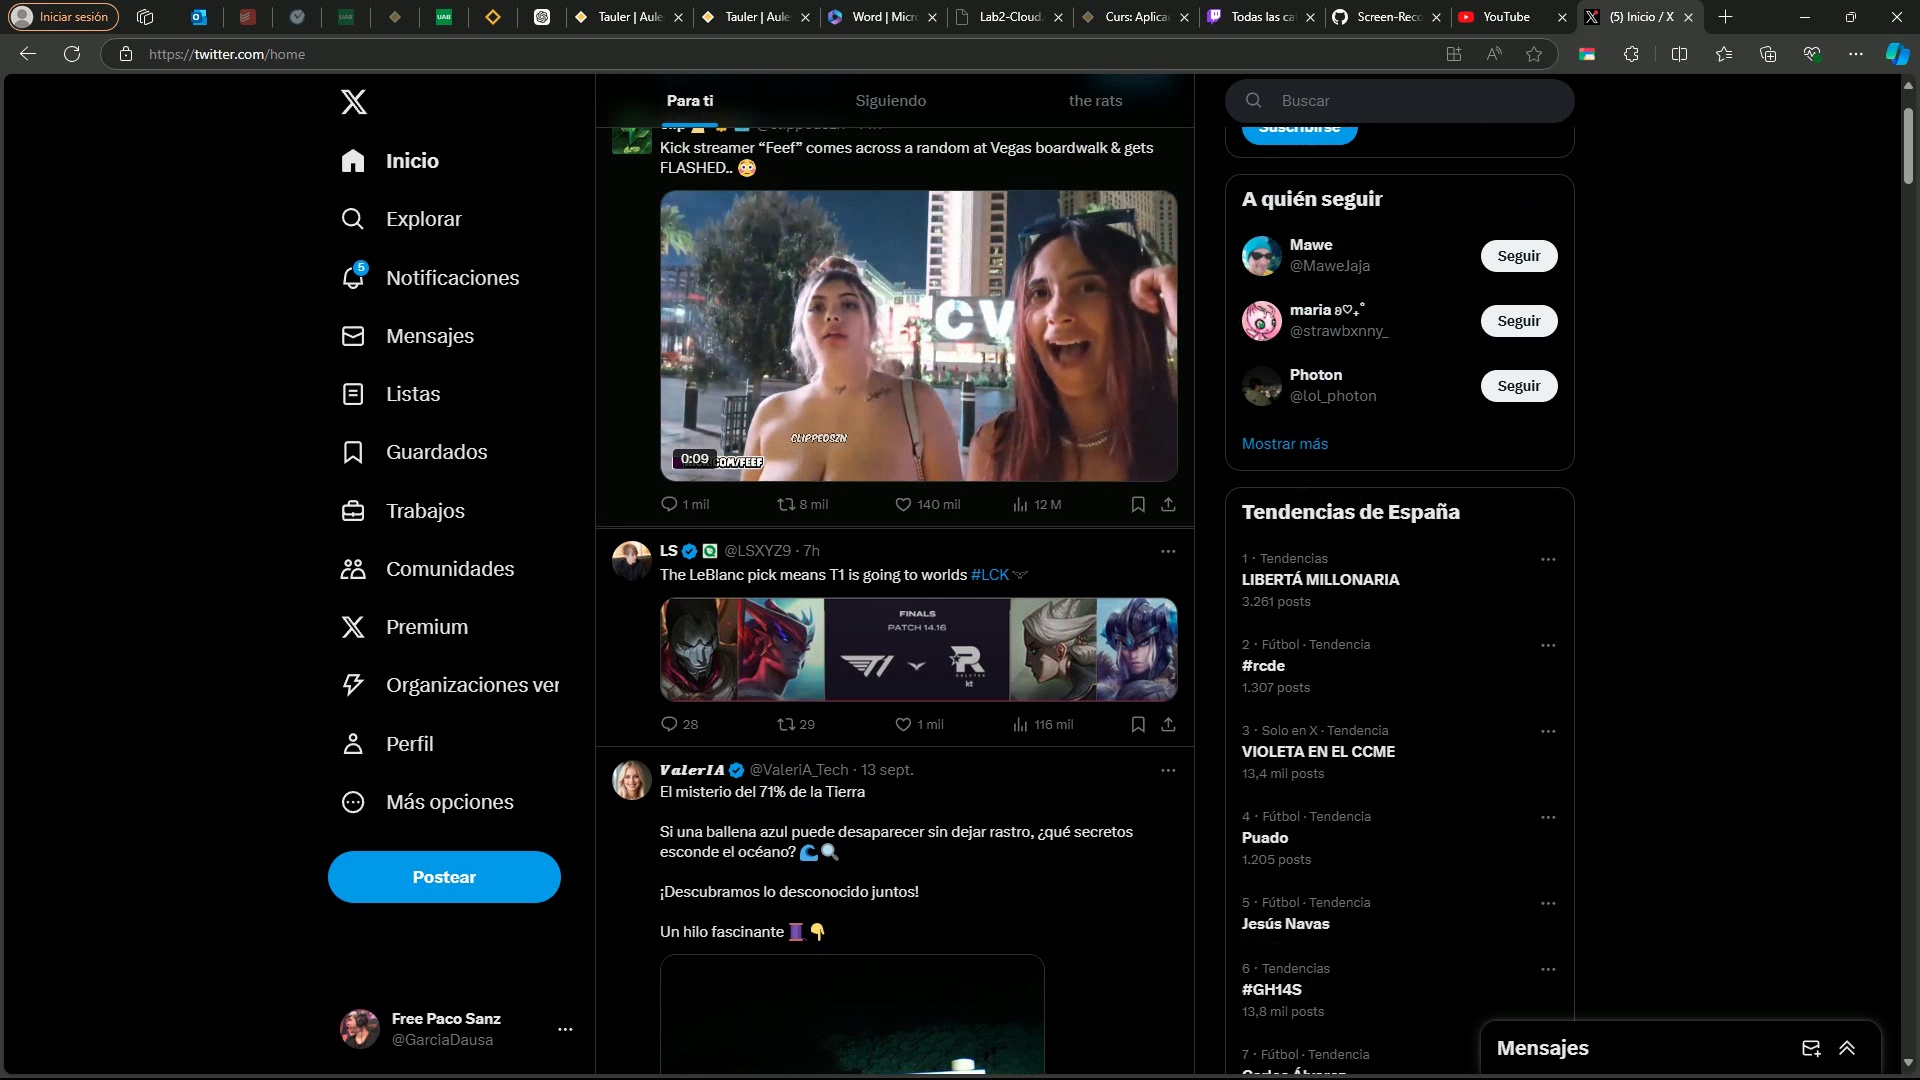 Iniciar sesión
Tauler | Aule
Tauler | Aule
Word | Micr
Lab2-Cloud.
Curs: Aplica
Todas las ca
Screen-Reco
YouTube
(5) Inicio / X
https://twitter.com/home
Inicio
Explorar
5
Notificaciones
Mensajes
Listas
Guardados
Trabajos
Comunidades
Premium
Organizaciones ver
Perfil
Más opciones
Postear
Free Paco Sanz
@GarciaDausa
Para ti
Siguiendo
the rats
Kick streamer “Feef” comes across a random at Vegas boardwalk & gets
FLASHED.. 😳
CV
CLIPPEDSZN
0:09
.COM/FEEF
1 mil
8 mil
140 mil
12 M
LS @LSXYZ9 · 7h
The LeBlanc pick means T1 is going to worlds #LCK
FINALS
PATCH 14.16
T1
kt
28
29
1 mil
116 mil
ValerIA @ValeriA_Tech · 13 sept.
El misterio del 71% de la Tierra
Si una ballena azul puede desaparecer sin dejar rastro, ¿qué secretos
esconde el océano? 🌊🔍
¡Descubramos lo desconocido juntos!
Un hilo fascinante 🧵👇
Buscar
Suscribirse
A quién seguir
Mawe
@MaweJaja
Seguir
maria ʚ♡₊˚
@strawbxnny_
Seguir
Photon
@lol_photon
Seguir
Mostrar más
Tendencias de España
1 · Tendencias
LIBERTÁ MILLONARIA
3.261 posts
2 · Fútbol · Tendencia
#rcde
1.307 posts
3 · Solo en X · Tendencia
VIOLETA EN EL CCME
13,4 mil posts
4 · Fútbol · Tendencia
Puado
1.205 posts
5 · Fútbol · Tendencia
Jesús Navas
6 · Tendencias
#GH14S
13,8 mil posts
7 · Fútbol · Tendencia
Mensajes